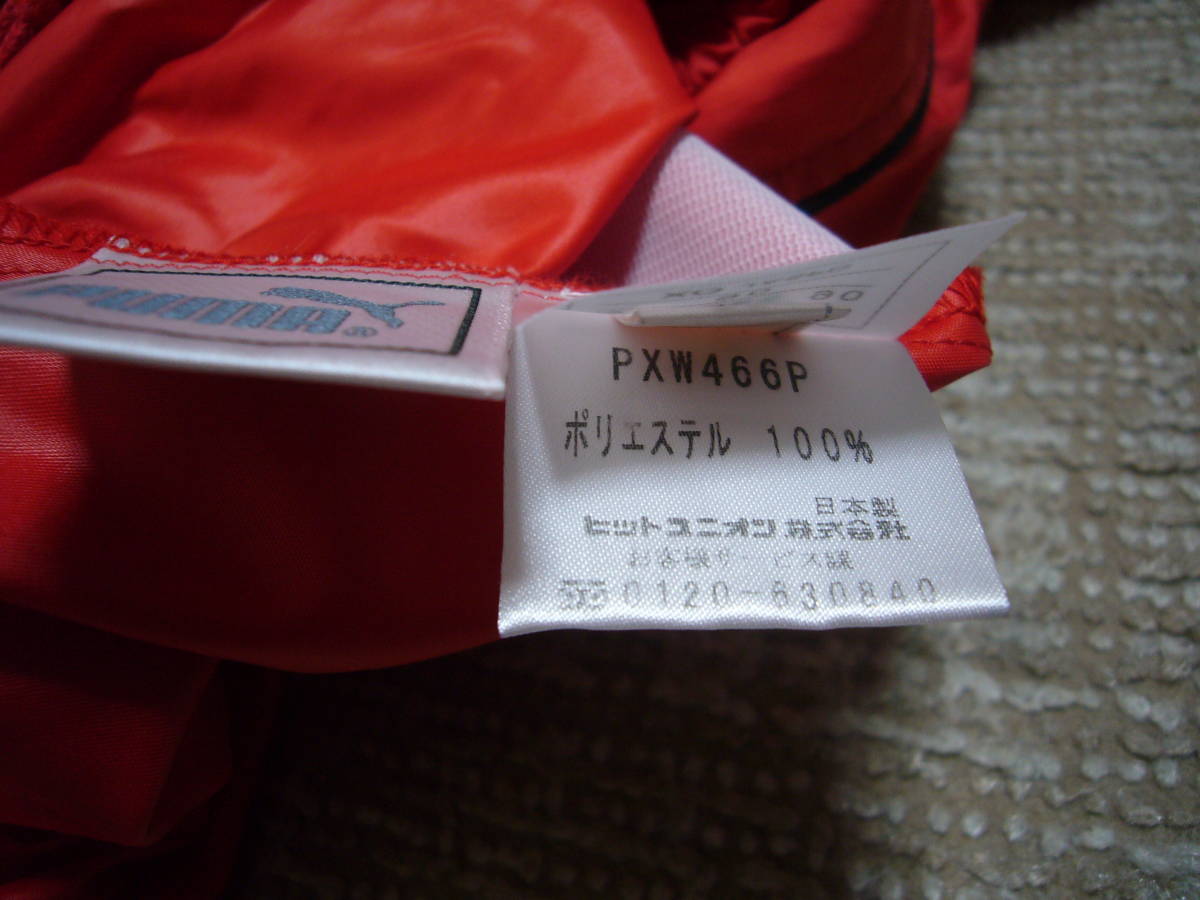 PUMA®
80
PXW466P
ポリエステル 100%
日本製
ヒットユニオン株式会社
お客様サービス課
0120-630840